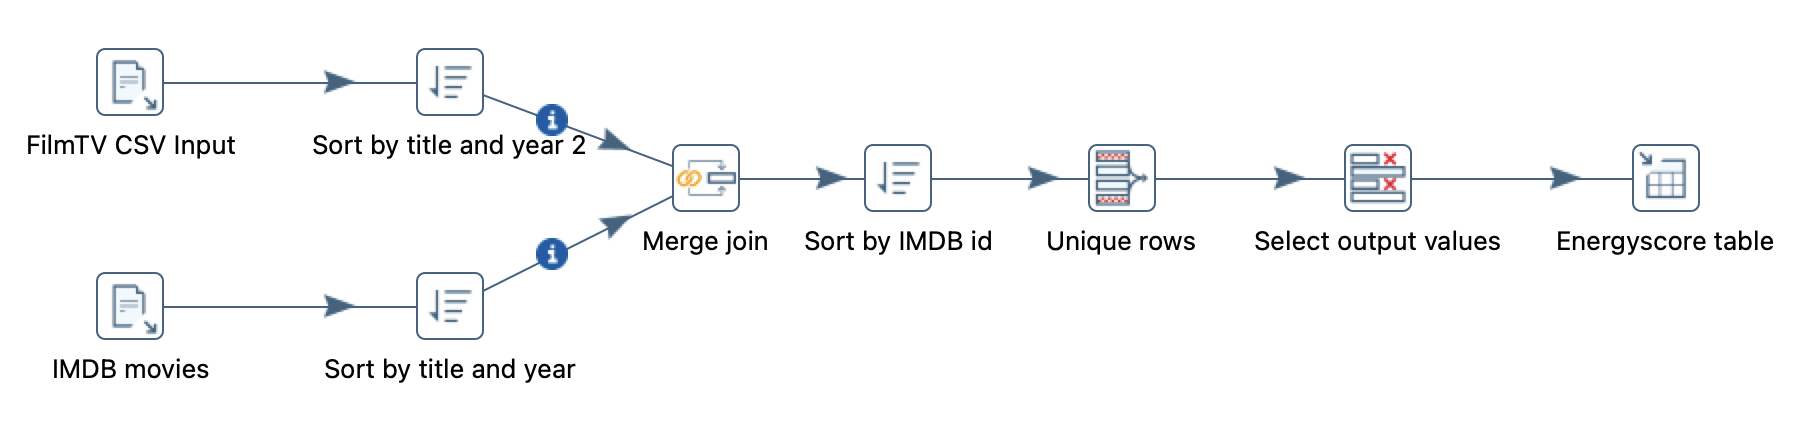 FilmTV CSV Input
Sort by title and year 2
Merge join
Sort by IMDB id
Unique rows
Select output values
Energyscore table
IMDB movies
Sort by title and year